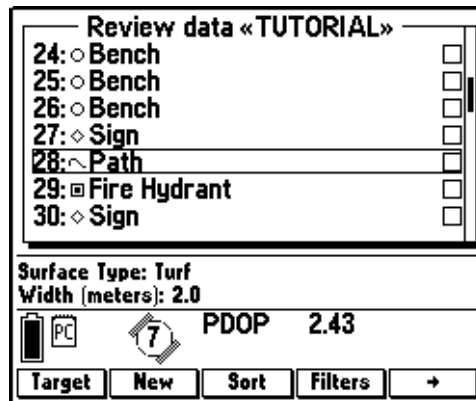 Review data «TUTORIAL»
24: Bench
25: Bench
26: Bench
27: Sign
28: Path
29: Fire Hydrant
30: Sign
Surface Type: Turf
Width (meters): 2.0
PC 7 PDOP 2.43
Target New Sort Filters →